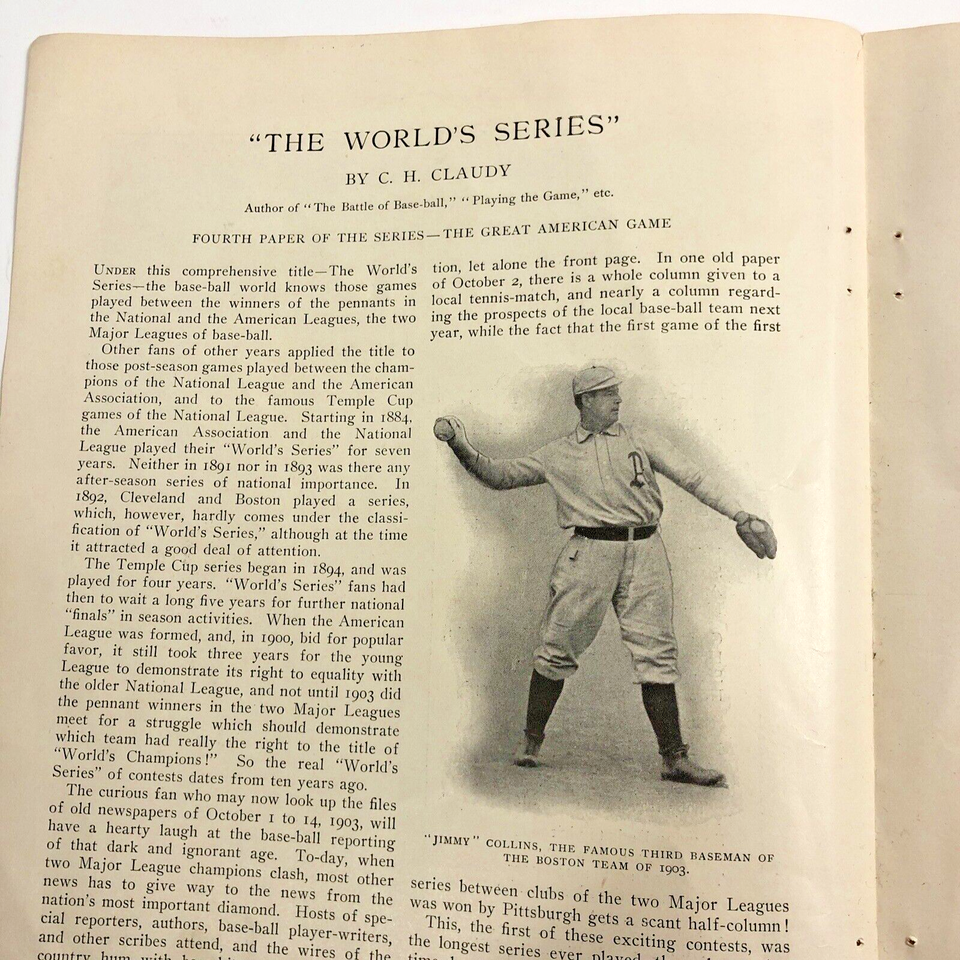 "THE WORLD'S SERIES"
BY C. H. CLAUDY
Author of "The Battle of Base-ball," "Playing the Game," etc.
FOURTH PAPER OF THE SERIES—THE GREAT AMERICAN GAME
UNDER this comprehensive title—The World's
Series—the base-ball world knows those games
played between the winners of the pennants in
the National and the American Leagues, the two
Major Leagues of base-ball.
Other fans of other years applied the title to
those post-season games played between the cham-
pions of the National League and the American
Association, and to the famous Temple Cup
games of the National League. Starting in 1884,
the American Association and the National
League played their "World's Series" for seven
years. Neither in 1891 nor in 1893 was there any
after-season series of national importance. In
1892, Cleveland and Boston played a series,
which, however, hardly comes under the classi-
fication of "World's Series," although at the time
it attracted a good deal of attention.
The Temple Cup series began in 1894, and was
played for four years. "World's Series" fans had
then to wait a long five years for further national
"finals" in season activities. When the American
League was formed, and, in 1900, bid for popular
favor, it still took three years for the young
League to demonstrate its right to equality with
the older National League, and not until 1903 did
the pennant winners in the two Major Leagues
meet for a struggle which should demonstrate
which team had really the right to the title of
"World's Champions!" So the real "World's
Series" of contests dates from ten years ago.
The curious fan who may now look up the files
of old newspapers of October 1 to 14, 1903, will
have a hearty laugh at the base-ball reporting
of that dark and ignorant age. To-day, when
two Major League champions clash, most other
news has to give way to the news from the
nation's most important diamond. Hosts of spe-
cial reporters, authors, base-ball player-writers,
and other scribes attend, and the wires of the
country hum with
tion, let alone the front page. In one old paper
of October 2, there is a whole column given to a
local tennis-match, and nearly a column regard-
ing the prospects of the local base-ball team next
year, while the fact that the first game of the first
A
"JIMMY" COLLINS, THE FAMOUS THIRD BASEMAN OF
THE BOSTON TEAM OF 1903.
series between clubs of the two Major Leagues
was won by Pittsburgh gets a scant half-column!
This, the first of these exciting contests, was
the longest series ever played